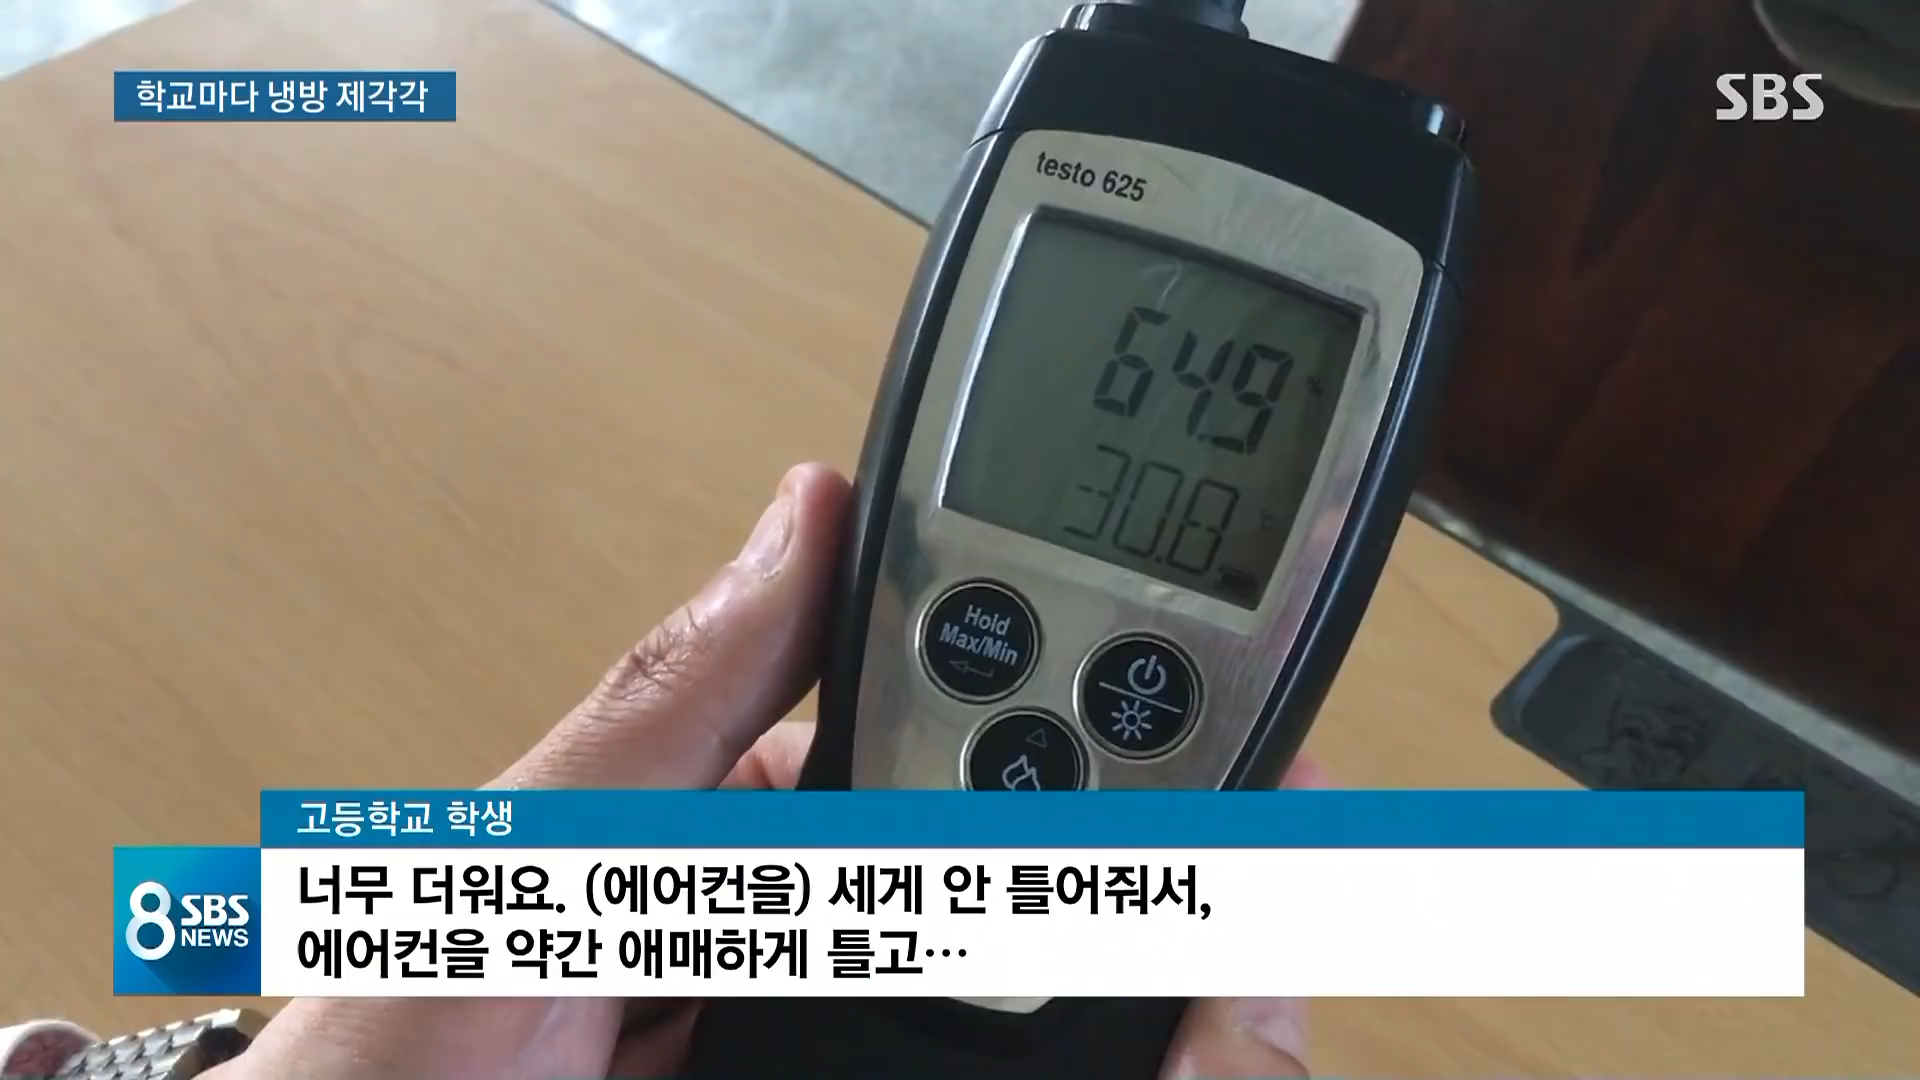 학교마다 냉방 제각각
SBS
testo 625
64.9 %
30.8 °C
Hold
Max/Min
고등학교 학생
8 SBS NEWS
너무 더워요. (에어컨을) 세게 안 틀어줘서,
에어컨을 약간 애매하게 틀고…